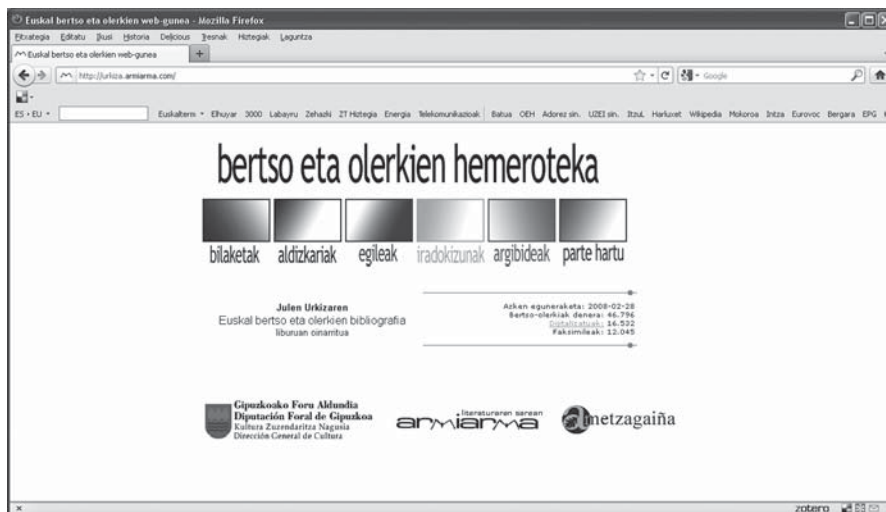 Euskal bertso eta olerkien web-gunea - Mozilla Firefox
Fitxategia Editatu Ikusi Historia Delicious Tresnak Hiztegiak Laguntza
Euskal bertso eta olerkien web-gunea
http://urkiza.armiarma.com/ Google
ES - EU Euskalterm Elhuyar 3000 Labayru Zehazki ZT Hiztegia Energia Telekomunikazioak Batua OEH Adorez sin. UZEI sin. ItzuL Harluxet Wikipedia Mokoroa Intza Eurovoc Bergara EPG
bertso eta olerkien hemeroteka
bilaketak aldizkariak egileak iradokizunak argibideak parte hartu
Julen Urkizaren
Euskal bertso eta olerkien bibliografia
liburuan oinarritua
Azken eguneraketa: 2008-02-28
Bertso-olerkiak denera: 46.796
Digitalizatuak: 16.532
Faksimileak: 12.045
Gipuzkoako Foru Aldundia
Diputación Foral de Gipuzkoa
Kultura Zuzendaritza Nagusia
Dirección General de Cultura
literaturaren sarean
armiarma
ametzagaiña
zotero